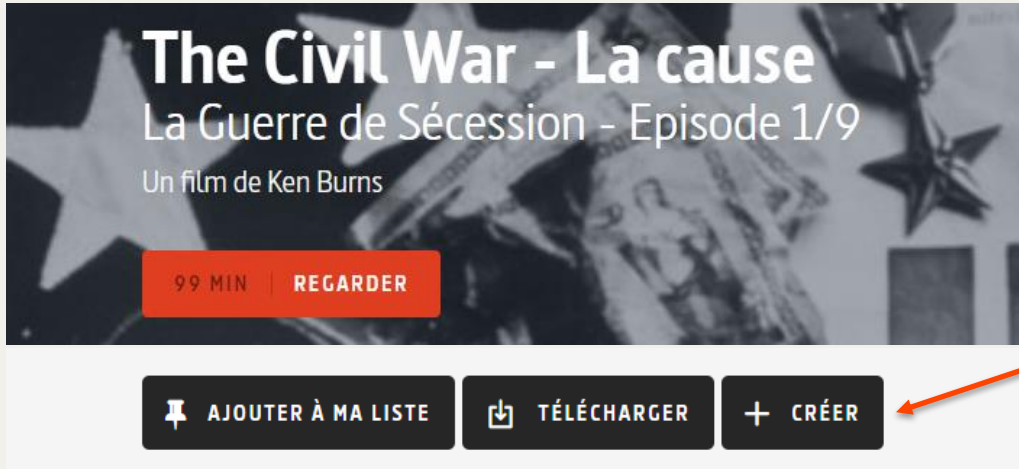 The Civil War - La cause
La Guerre de Sécession - Episode 1/9
Un film de Ken Burns
99 MIN | REGARDER
AJOUTER À MA LISTE
TÉLÉCHARGER
+ CRÉER